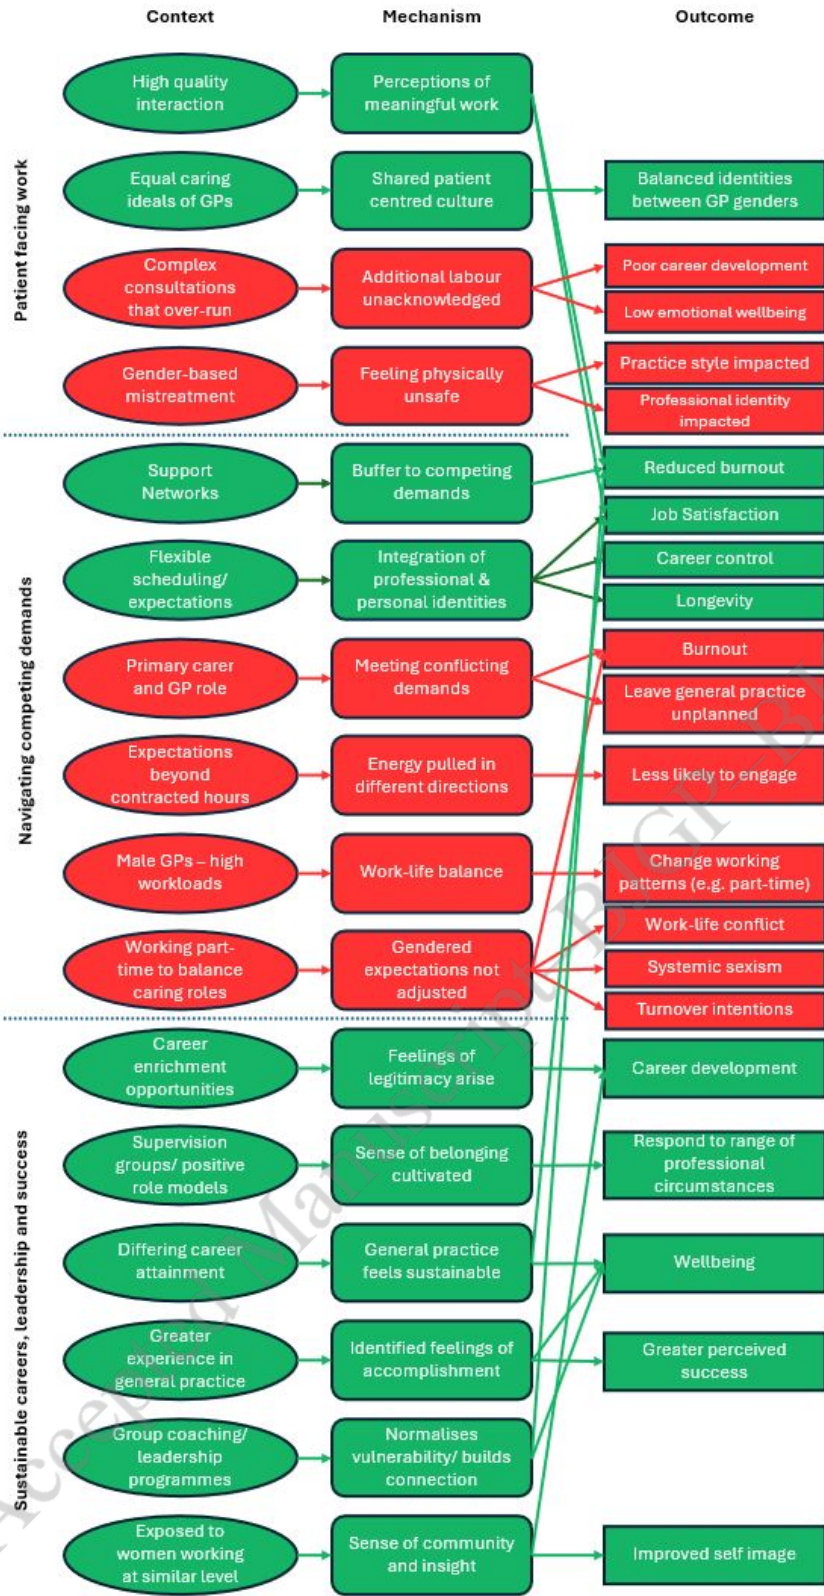 Context
Mechanism
Outcome
Patient facing work
High quality
interaction
Perceptions of
meaningful work
Equal caring
ideals of GPs
Shared patient
centred culture
Balanced identities
between GP genders
Complex
consultations
that over-run
Additional labour
unacknowledged
Poor career development
Low emotional wellbeing
Gender-based
mistreatment
Feeling physically
unsafe
Practice style impacted
Professional identity
impacted
Navigating competing demands
Support
Networks
Buffer to competing
demands
Reduced burnout
Job Satisfaction
Flexible
scheduling/
expectations
Integration of
professional &
personal identities
Career control
Longevity
Primary carer
and GP role
Meeting conflicting
demands
Burnout
Leave general practice
unplanned
Expectations
beyond
contracted hours
Energy pulled in
different directions
Less likely to engage
Male GPs – high
workloads
Work-life balance
Change working
patterns (e.g. part-time)
Working part-
time to balance
caring roles
Gendered
expectations not
adjusted
Work-life conflict
Systemic sexism
Turnover intentions
Sustainable careers, leadership and success
Career
enrichment
opportunities
Feelings of
legitimacy arise
Career development
Supervision
groups/ positive
role models
Sense of belonging
cultivated
Respond to range of
professional
circumstances
Differing career
attainment
General practice
feels sustainable
Wellbeing
Greater
experience in
general practice
Identified feelings of
accomplishment
Greater perceived
success
Group coaching/
leadership
programmes
Normalises
vulnerability/ builds
connection
Exposed to
women working
at similar level
Sense of community
and insight
Improved self image
Accepted Manuscript BJGP